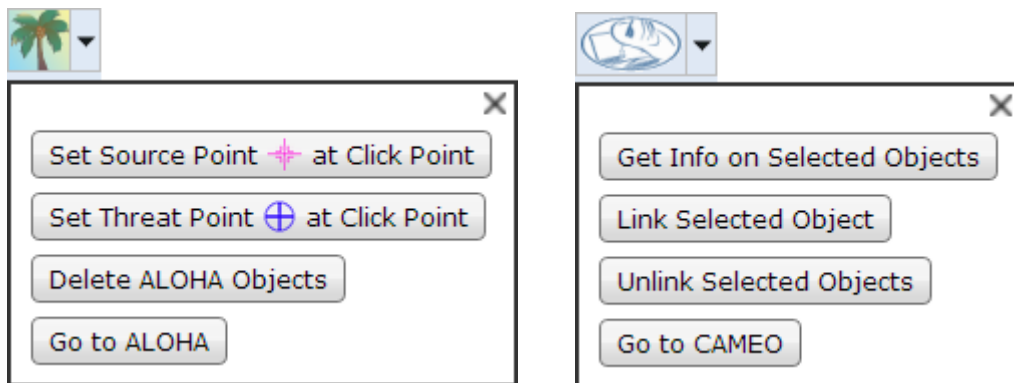 Set Source Point at Click Point
Set Threat Point at Click Point
Delete ALOHA Objects
Go to ALOHA
Get Info on Selected Objects
Link Selected Object
Unlink Selected Objects
Go to CAMEO